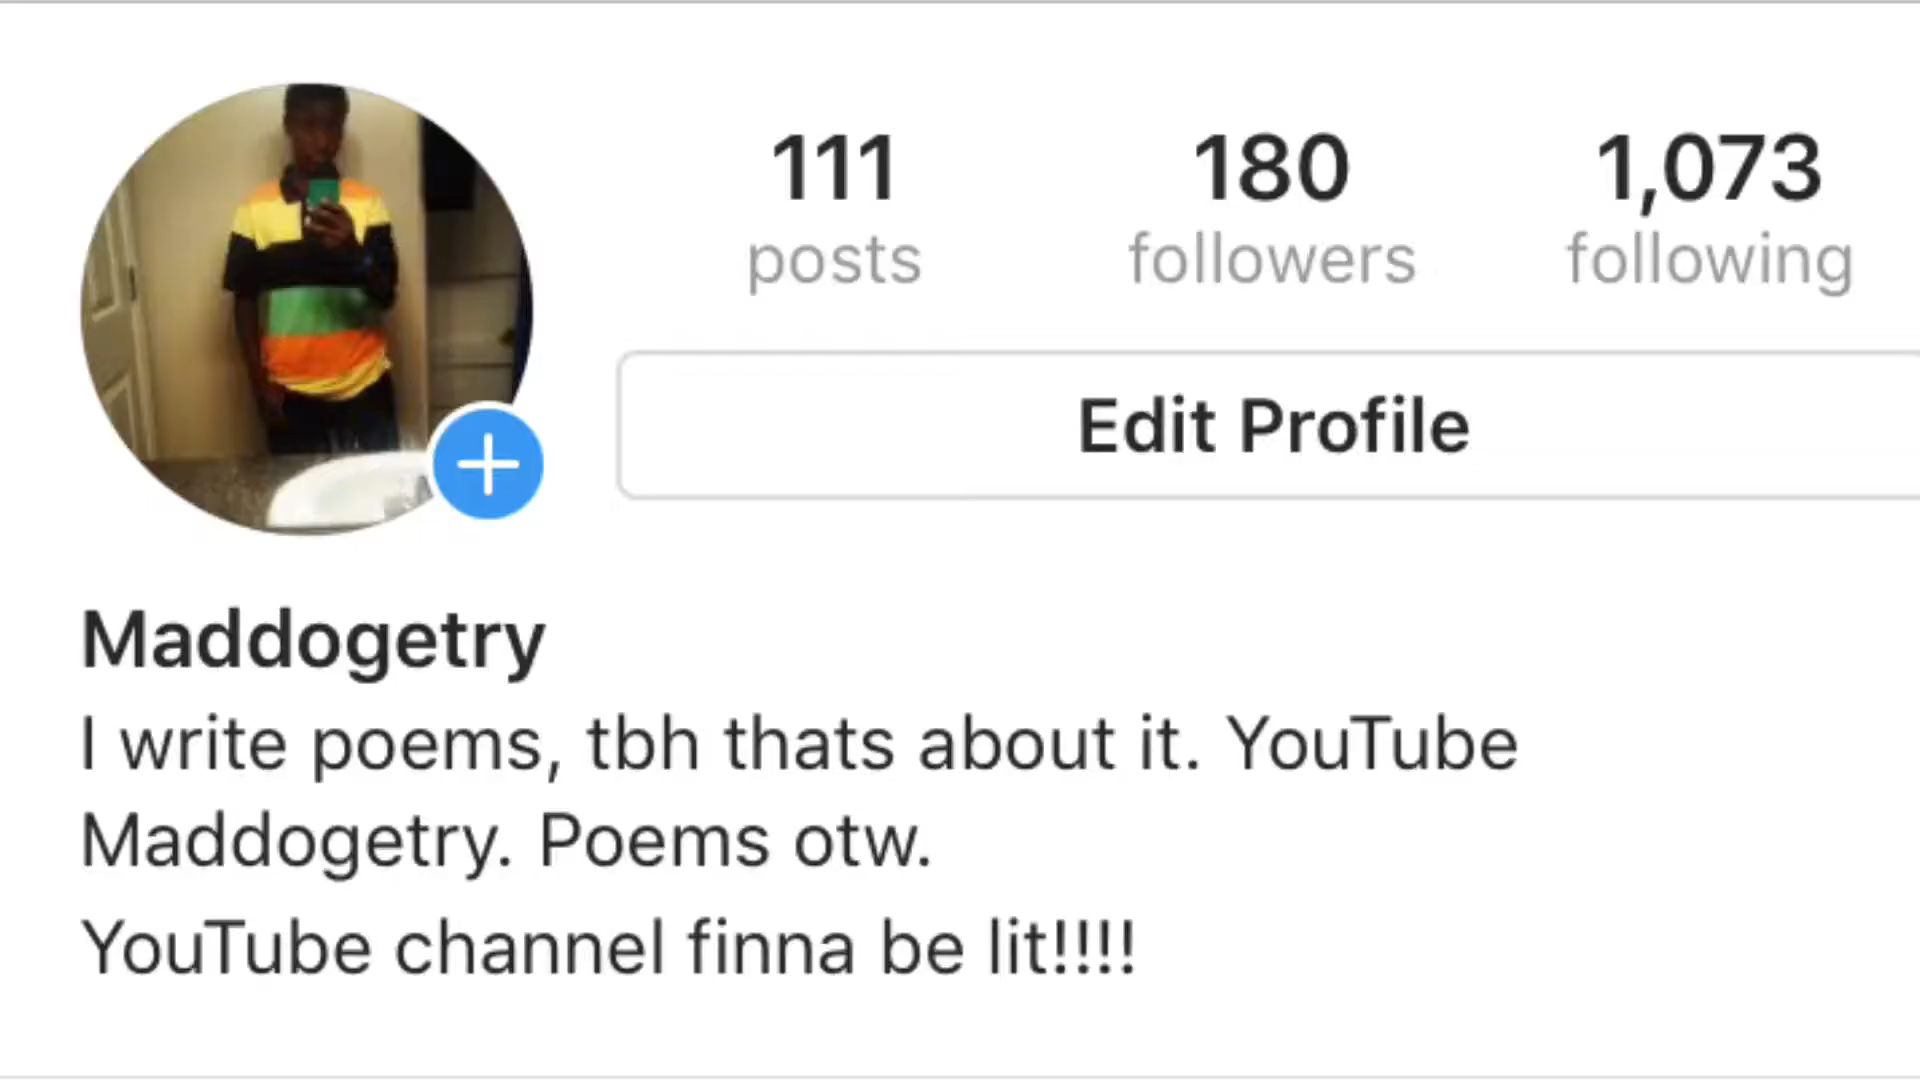 111 180 1,073
posts followers following
Edit Profile
Maddogetry
I write poems, tbh thats about it. YouTube
Maddogetry. Poems otw.
YouTube channel finna be lit!!!!